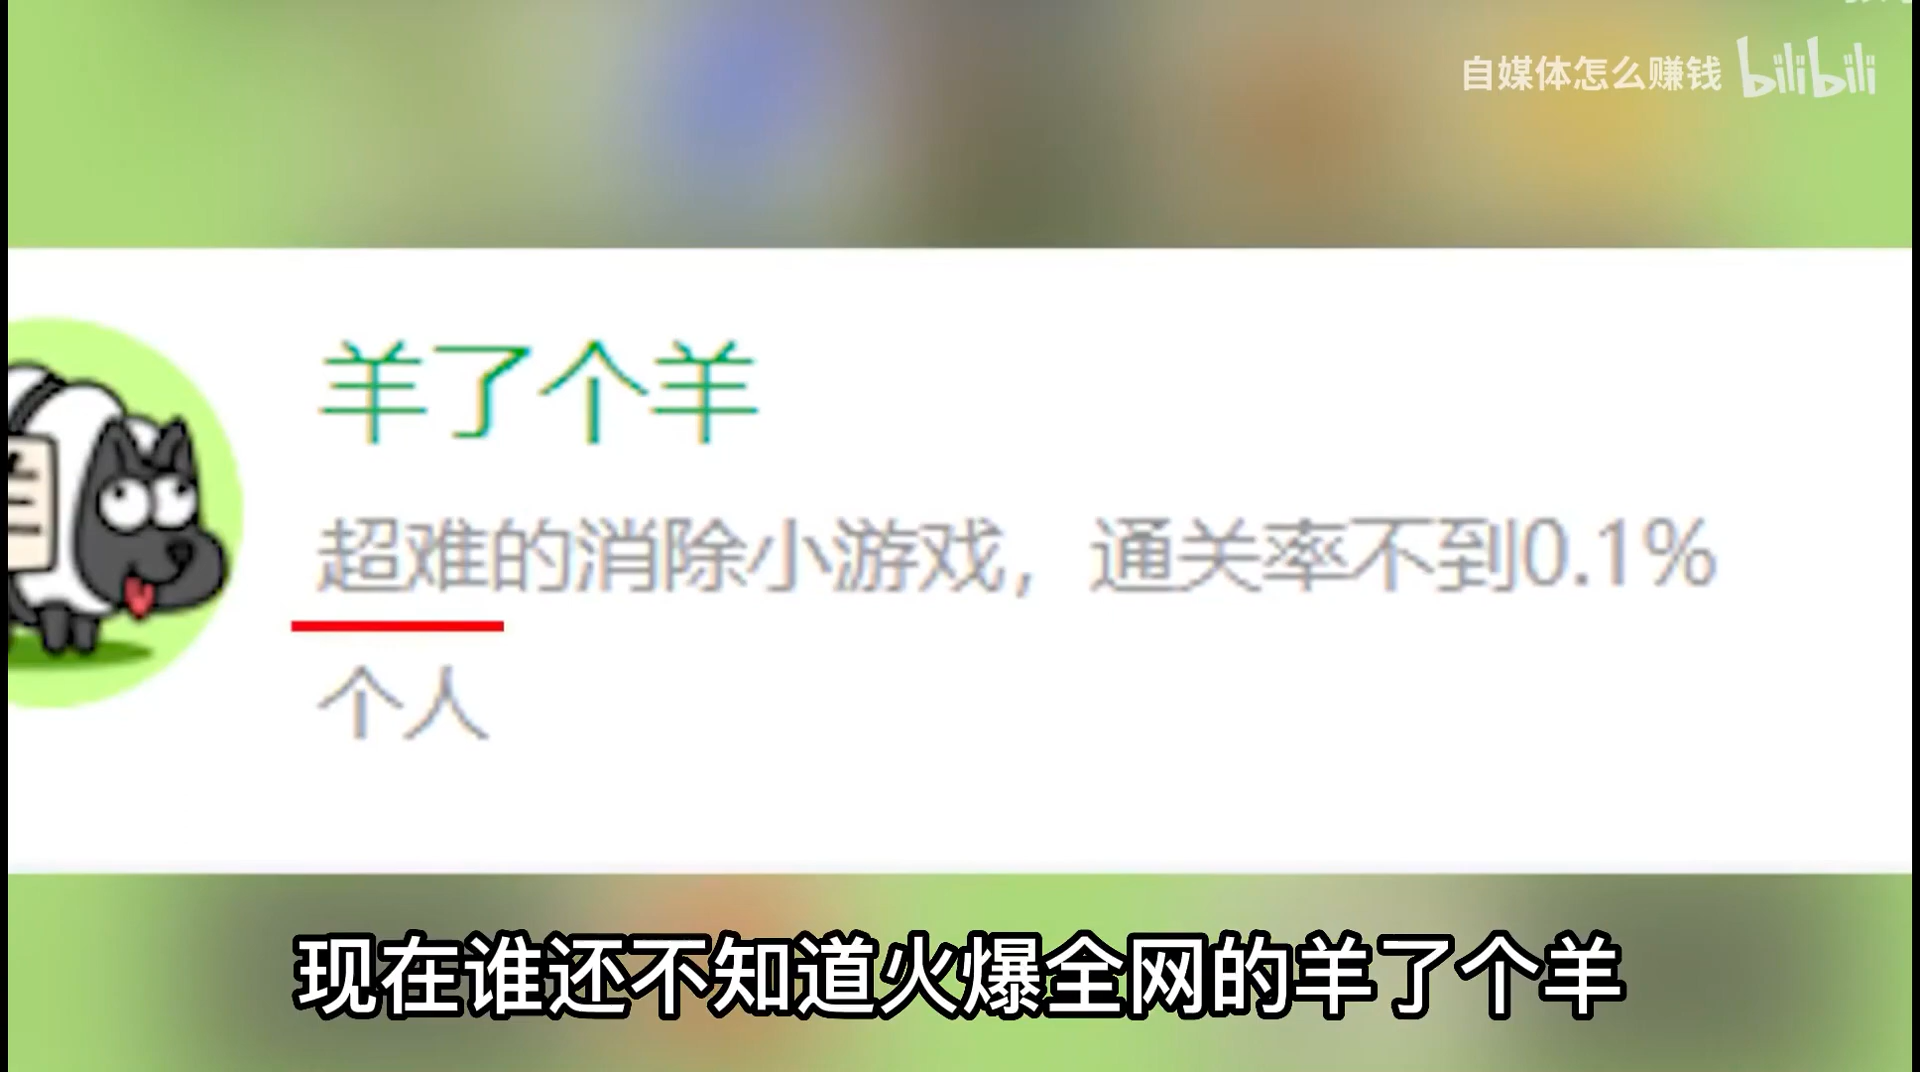 自媒体怎么赚钱 bilibili
羊了个羊
超难的消除小游戏，通关率不到0.1%
个人
现在谁还不知道火爆全网的羊了个羊